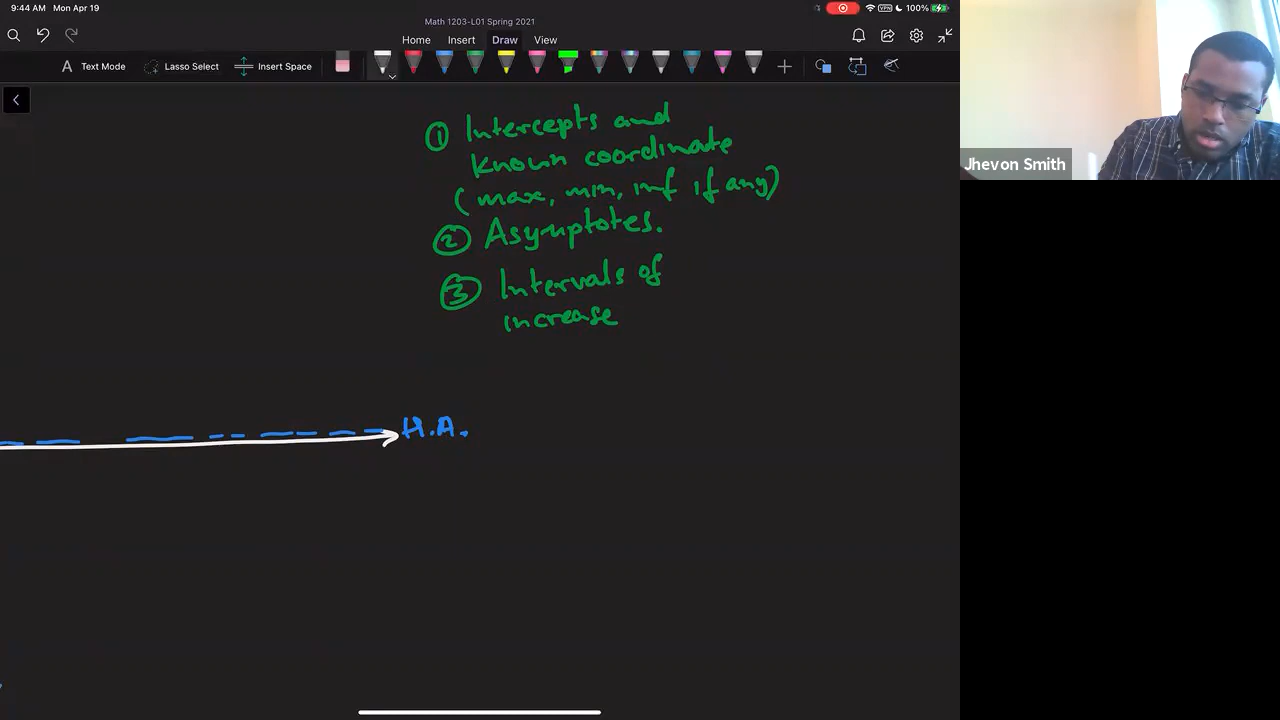 9:44 AM Mon Apr 19
VPN 100%
Math 1203-L01 Spring 2021
Home Insert Draw View
A Text Mode Lasso Select Insert Space
① Intercepts and
known coordinate
(max, min, inf if any)
② Asymptotes.
③ Intervals of
increase
H.A.
Jhevon Smith